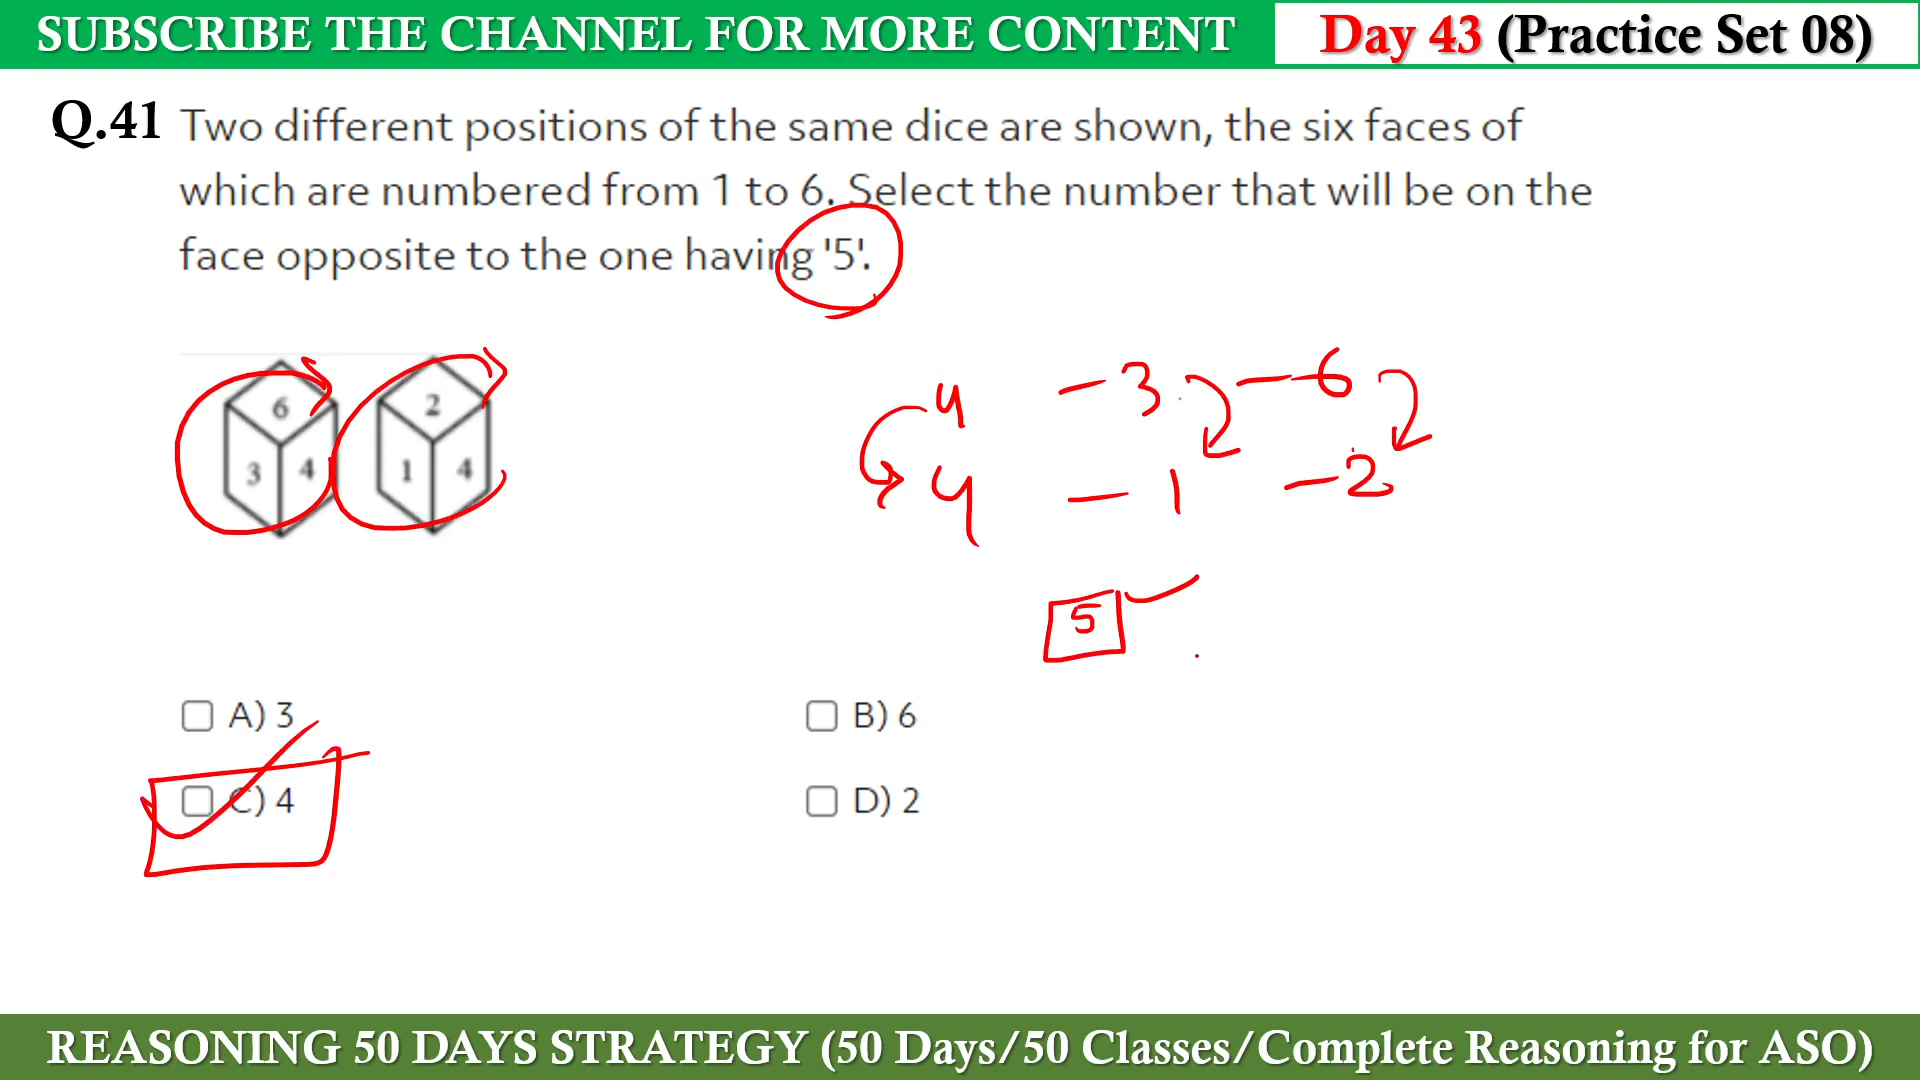 SUBSCRIBE THE CHANNEL FOR MORE CONTENT
Day 43 (Practice Set 08)
Q.41 Two different positions of the same dice are shown, the six faces of
which are numbered from 1 to 6. Select the number that will be on the
face opposite to the one having '5'.
6
3 4
2
1 4
4 - 3 - 6
4 - 1 - 2
5
A) 3
B) 6
C) 4
D) 2
REASONING 50 DAYS STRATEGY (50 Days/50 Classes/Complete Reasoning for ASO)